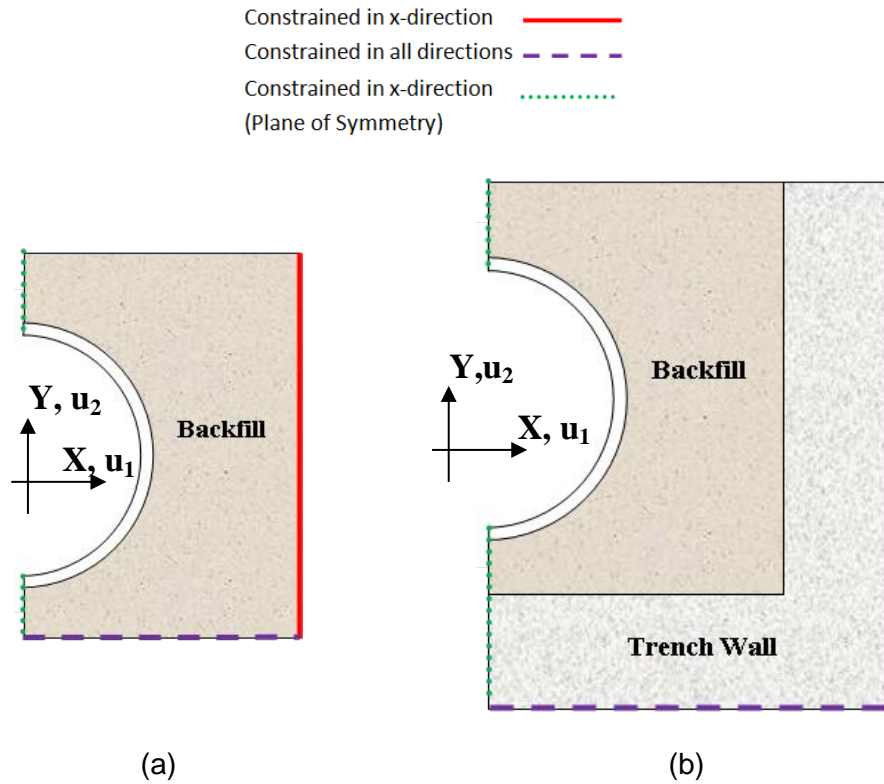 Constrained in x-direction
Constrained in all directions
Constrained in x-direction
(Plane of Symmetry)
Y, u₂
X, u₁
Backfill
Y,u₂
X, u₁
Backfill
Trench Wall
(a)
(b)